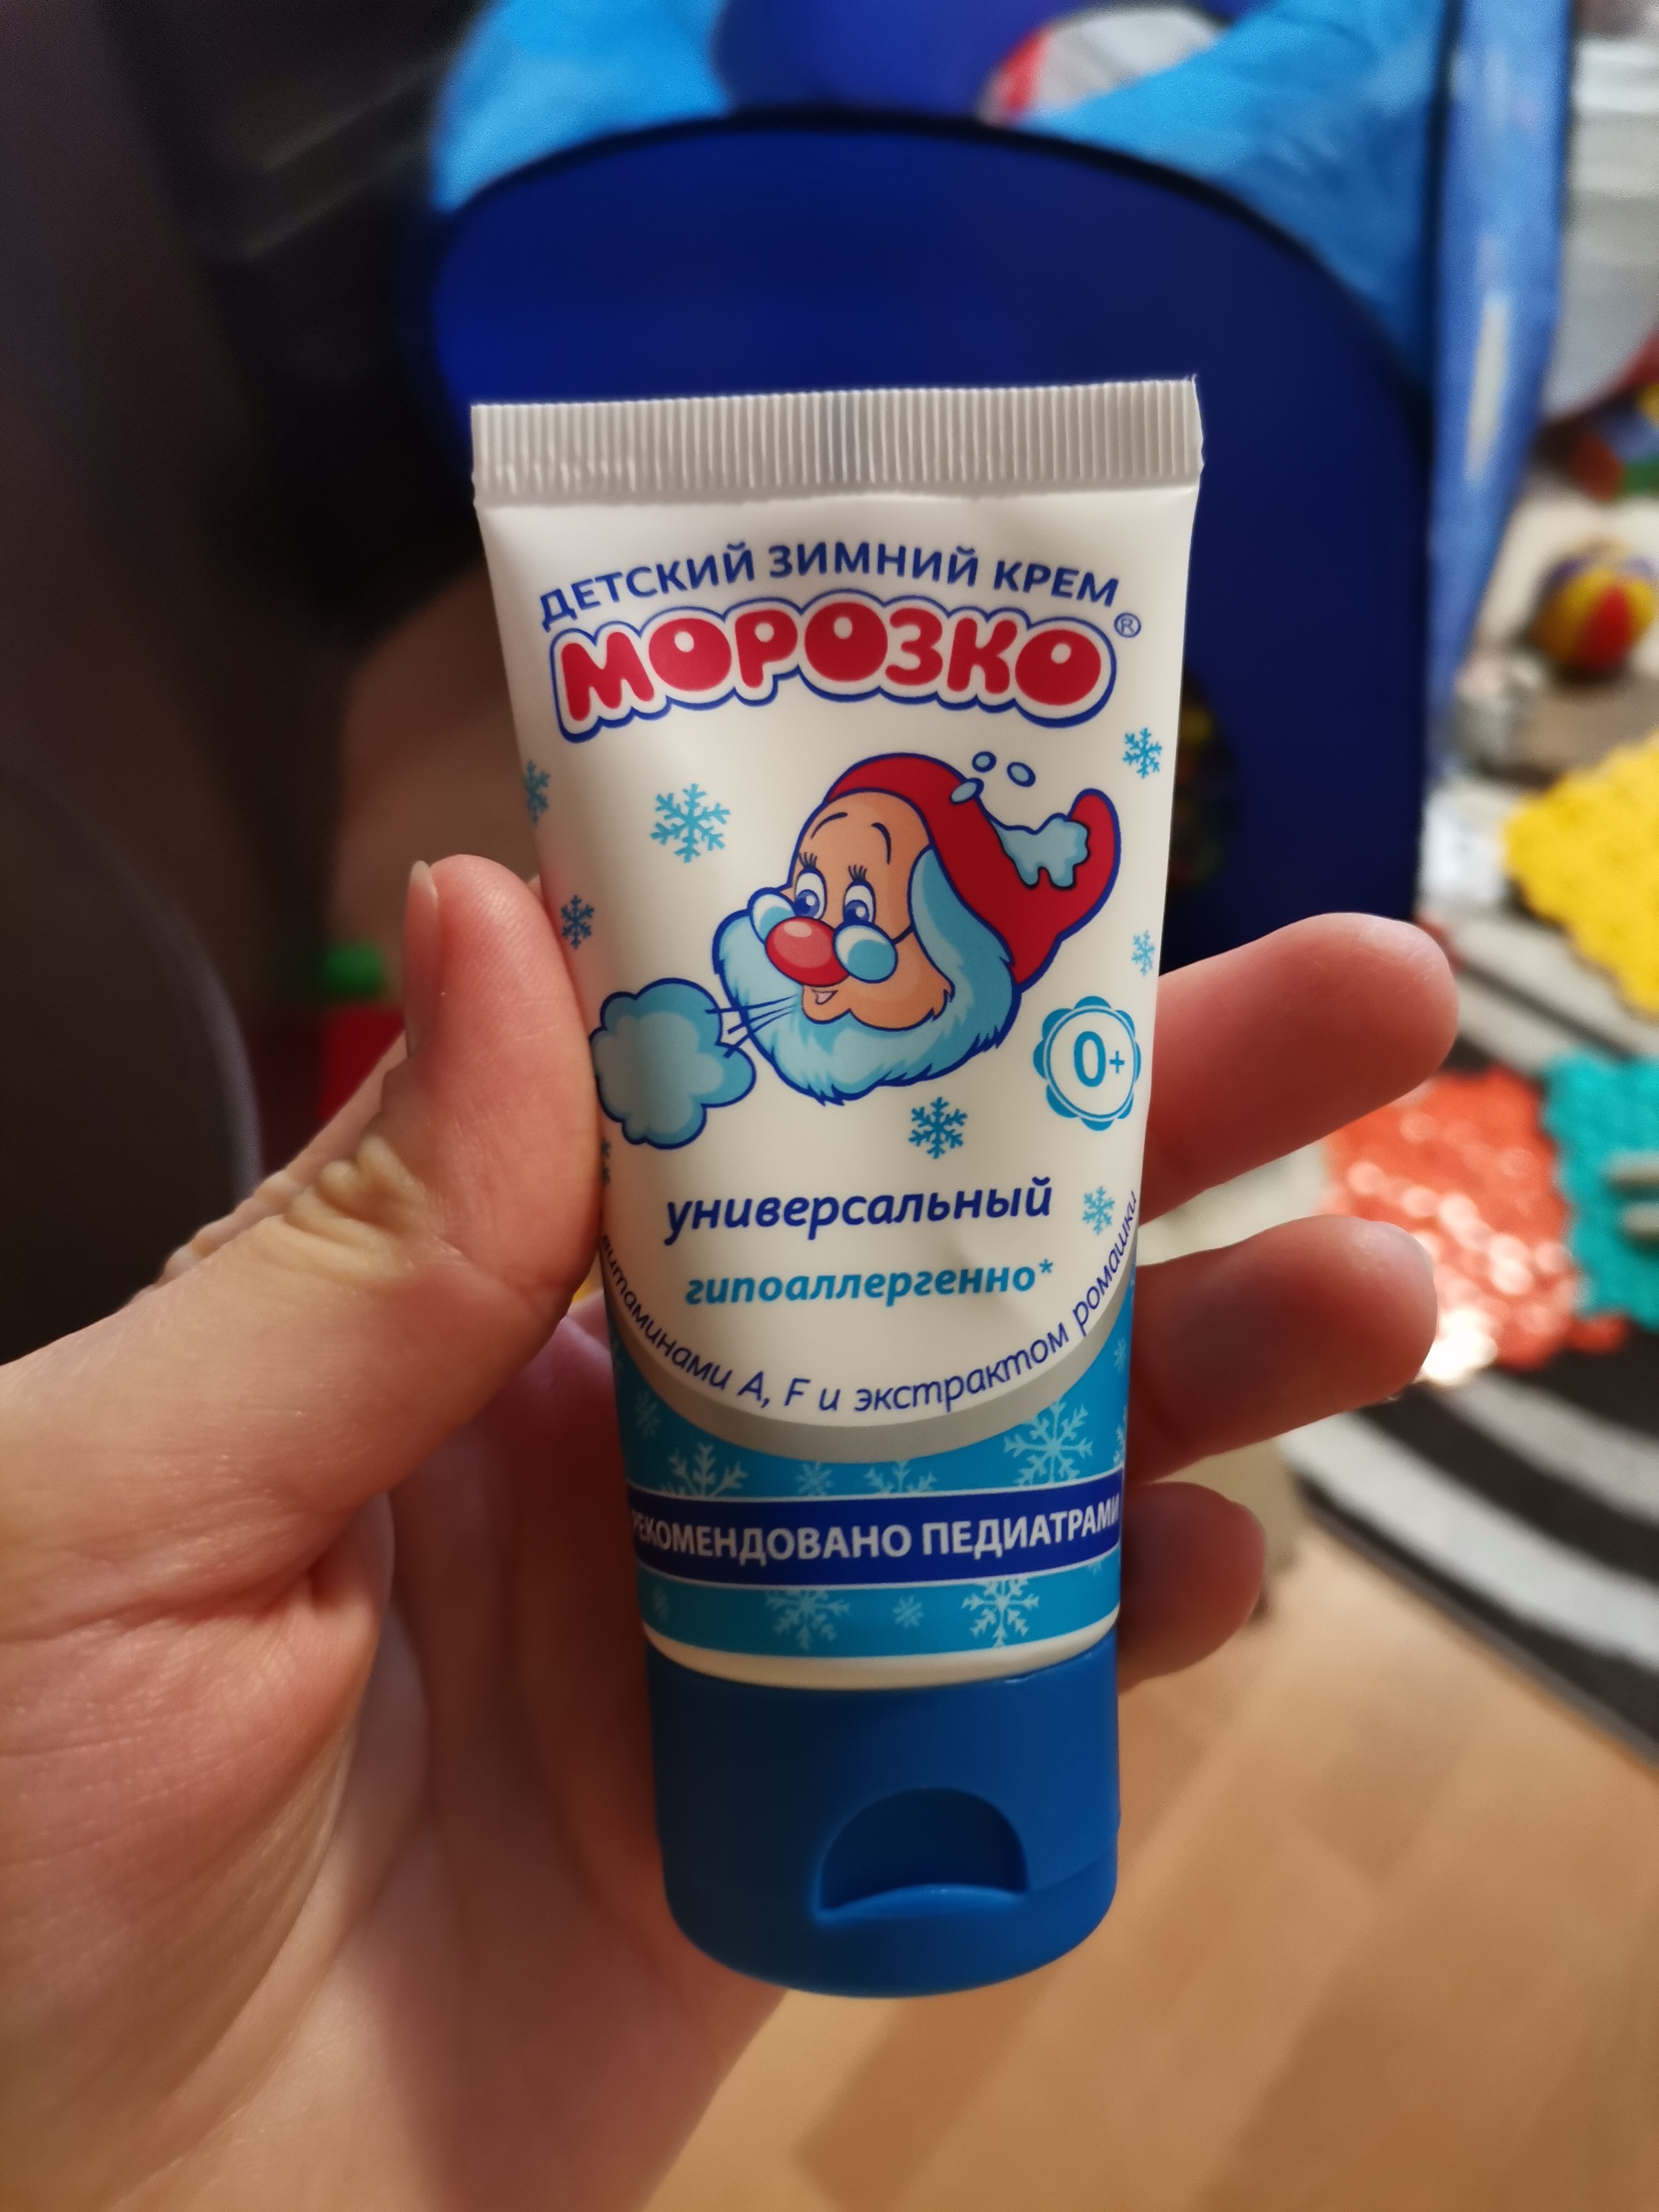 ДЕТСКИЙ ЗИМНИЙ КРЕМ
МОРОЗКО®
0+
универсальный
гипоаллергенно*
витаминами А, F и экстрактом ромашки
РЕКОМЕНДОВАНО ПЕДИАТРАМИ